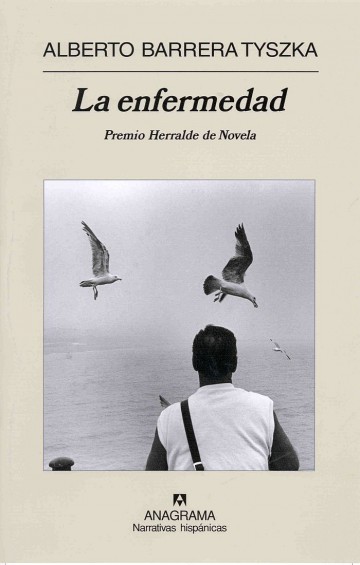 ALBERTO BARRERA TYSZKA
La enfermedad
Premio Herralde de Novela
ANAGRAMA
Narrativas hispánicas